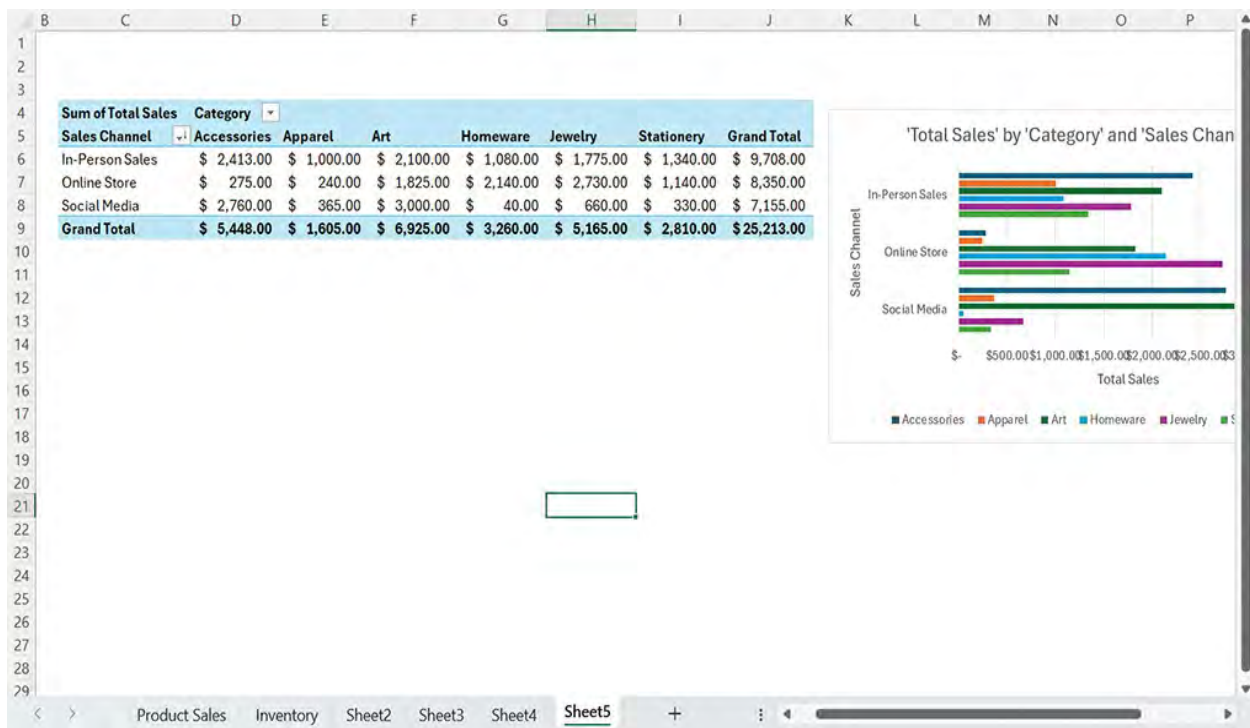 B C D E F G H I J K L M N O P
1
2
3
4 Sum of Total Sales Category
5 Sales Channel Accessories Apparel Art Homeware Jewelry Stationery Grand Total
6 In-Person Sales $ 2,413.00 $ 1,000.00 $ 2,100.00 $ 1,080.00 $ 1,775.00 $ 1,340.00 $ 9,708.00
7 Online Store $ 275.00 $ 240.00 $ 1,825.00 $ 2,140.00 $ 2,730.00 $ 1,140.00 $ 8,350.00
8 Social Media $ 2,760.00 $ 365.00 $ 3,000.00 $ 40.00 $ 660.00 $ 330.00 $ 7,155.00
9 Grand Total $ 5,448.00 $ 1,605.00 $ 6,925.00 $ 3,260.00 $ 5,165.00 $ 2,810.00 $ 25,213.00
10
11
12
13
14
15
16
17
18
19
20
21
22
23
24
25
26
27
28
29
'Total Sales' by 'Category' and 'Sales Chan
Sales Channel
In-Person Sales
Online Store
Social Media
$- $500.00 $1,000.00 $1,500.00 $2,000.00 $2,500.00 $3
Total Sales
Accessories Apparel Art Homeware Jewelry S
Product Sales Inventory Sheet2 Sheet3 Sheet4 Sheet5 +